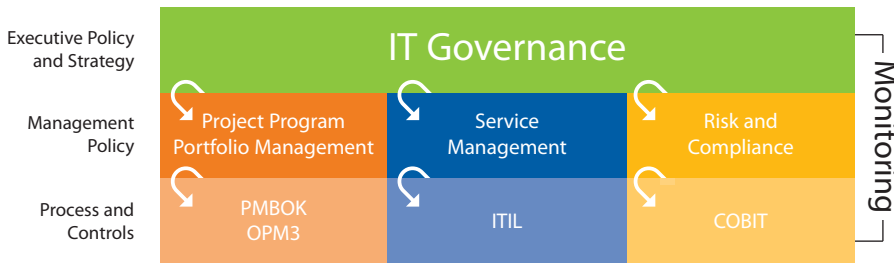 Executive Policy
and Strategy
IT Governance
Management
Policy
Project Program
Portfolio Management
Service
Management
Risk and
Compliance
Process and
Controls
PMBOK
OPM3
ITIL
COBIT
Monitoring